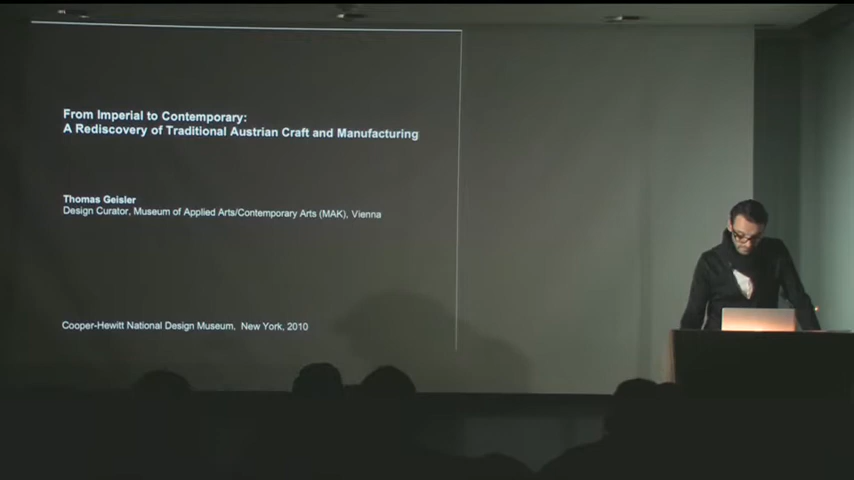 From Imperial to Contemporary:
A Rediscovery of Traditional Austrian Craft and Manufacturing
Thomas Geisler
Design Curator, Museum of Applied Arts/Contemporary Arts (MAK), Vienna
Cooper-Hewitt National Design Museum, New York, 2010